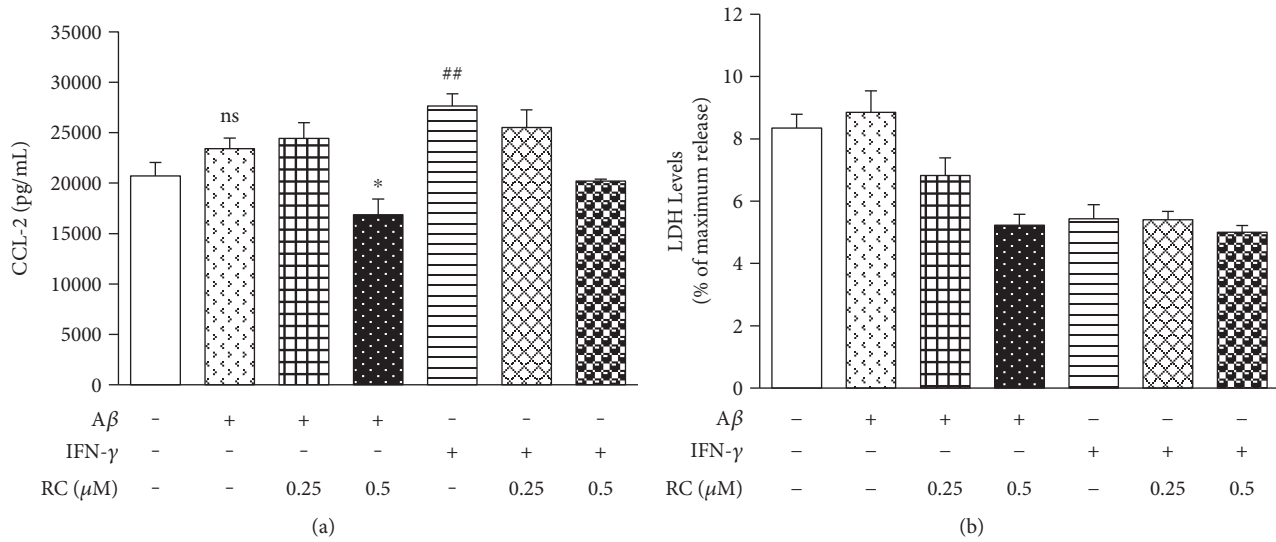 CCL-2 (pg/mL)
35000
30000
25000
20000
15000
10000
5000
0
ns
*
##
Aβ - + + + - - -
IFN-γ - - - - + + +
RC (μM) - - 0.25 0.5 - 0.25 0.5
(a)
LDH Levels
(% of maximum release)
12
10
8
6
4
2
0
Aβ – + + + – – –
IFN-γ – – – – + + +
RC (μM) – – 0.25 0.5 – 0.25 0.5
(b)